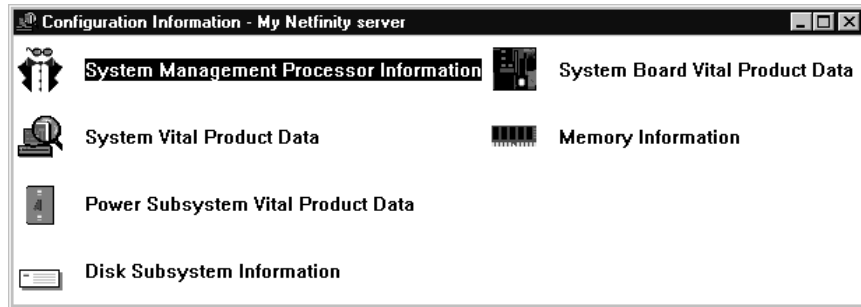 Configuration Information - My Netfinity server
System Management Processor Information
System Board Vital Product Data
System Vital Product Data
Memory Information
Power Subsystem Vital Product Data
Disk Subsystem Information